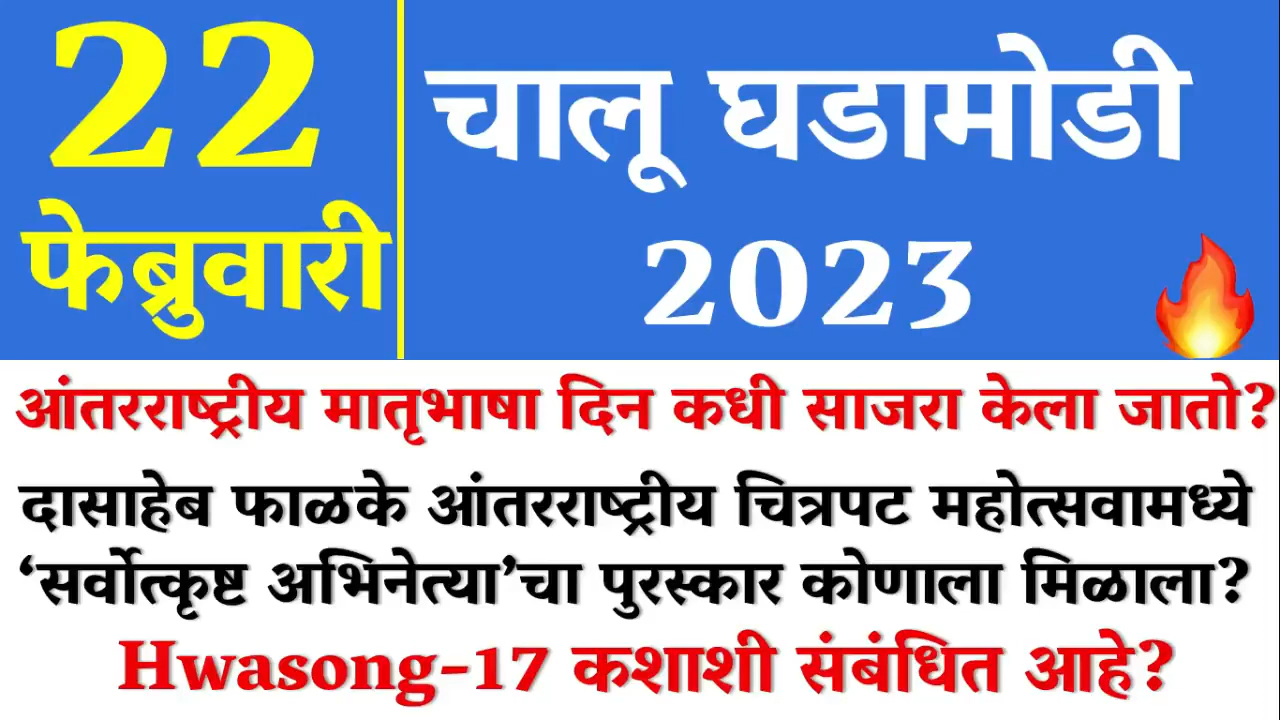 22
फेब्रुवारी
चालू घडामोडी
2023
आंतरराष्ट्रीय मातृभाषा दिन कधी साजरा केला जातो?
दासाहेब फाळके आंतरराष्ट्रीय चित्रपट महोत्सवामध्ये
‘सर्वोत्कृष्ट अभिनेत्या’चा पुरस्कार कोणाला मिळाला?
Hwasong-17 कशाशी संबंधित आहे?